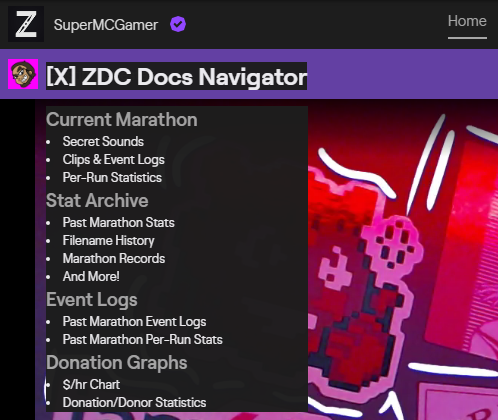 Z
SuperMCGamer
Home
[X] ZDC Docs Navigator
Current Marathon
• Secret Sounds
• Clips & Event Logs
• Per-Run Statistics
Stat Archive
• Past Marathon Stats
• Filename History
• Marathon Records
• And More!
Event Logs
• Past Marathon Event Logs
• Past Marathon Per-Run Stats
Donation Graphs
• $/hr Chart
• Donation/Donor Statistics